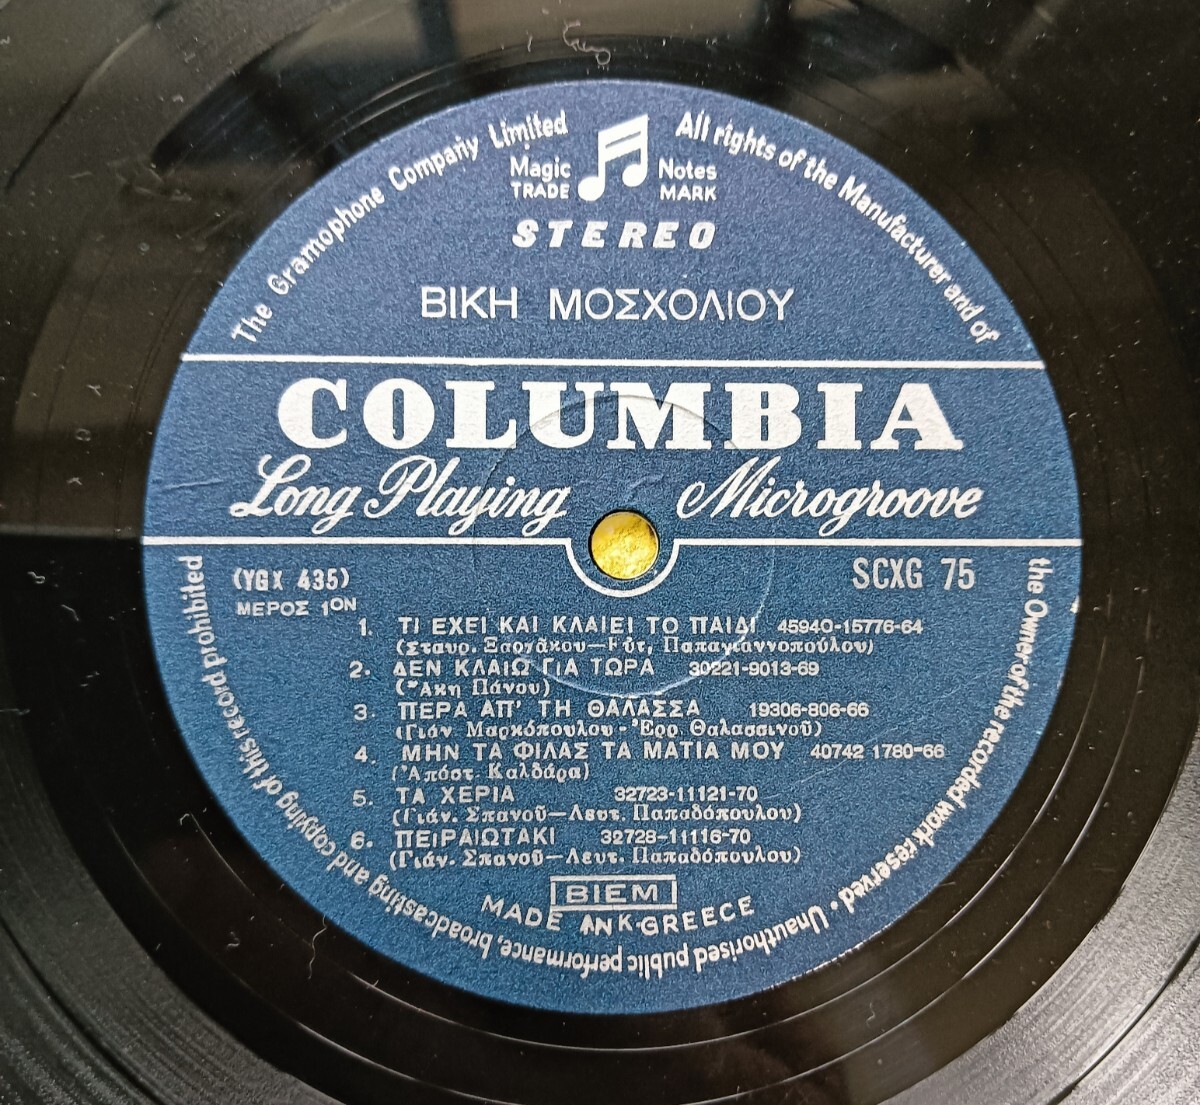 The Gramophone Company Limited
All rights of the Manufacturer and of
the Owner of the recorded work reserved · Unauthorised public performance, broadcasting and copying of this record prohibited
Magic Notes
TRADE MARK
STEREO
ΒΙΚΗ ΜΟΣΧΟΛΙΟΥ
COLUMBIA
Long Playing Microgroove
(YGX 435) SCXG 75
ΜΕΡΟΣ 1ΟΝ
1. ΤΙ ΕΧΕΙ ΚΑΙ ΚΛΑΙΕΙ ΤΟ ΠΑΙΔΙ 45940-15776-64
(Σταυρ. Ξαρχάκου—Εὐτ, Παπαγιαννοπούλου)
2. ΔΕΝ ΚΛΑΙΩ ΓΙΑ ΤΩΡΑ 30221-9013-69
(Ἄκη Πάνου)
3. ΠΕΡΑ ΑΠ' ΤΗ ΘΑΛΑΣΣΑ 19306-806-66
(Γιάν Μαρκόπουλου - Ἐρρ Θαλασσινοῦ)
4. ΜΗΝ ΤΑ ΦΙΛΑΣ ΤΑ ΜΑΤΙΑ ΜΟΥ 40742 1780-66
(Ἀπόστ. Καλδάρα)
5. ΤΑ ΧΕΡΙΑ 32723-11121-70
(Γιάν. Σπανοῦ—Λευτ. Παπαδόπουλου)
6. ΠΕΙΡΑΙΩΤΑΚΙ 32728-11116-70
(Γιάν. Σπανοῦ—Λευτ. Παπαδόπουλου)
BIEM
MADE GREECE